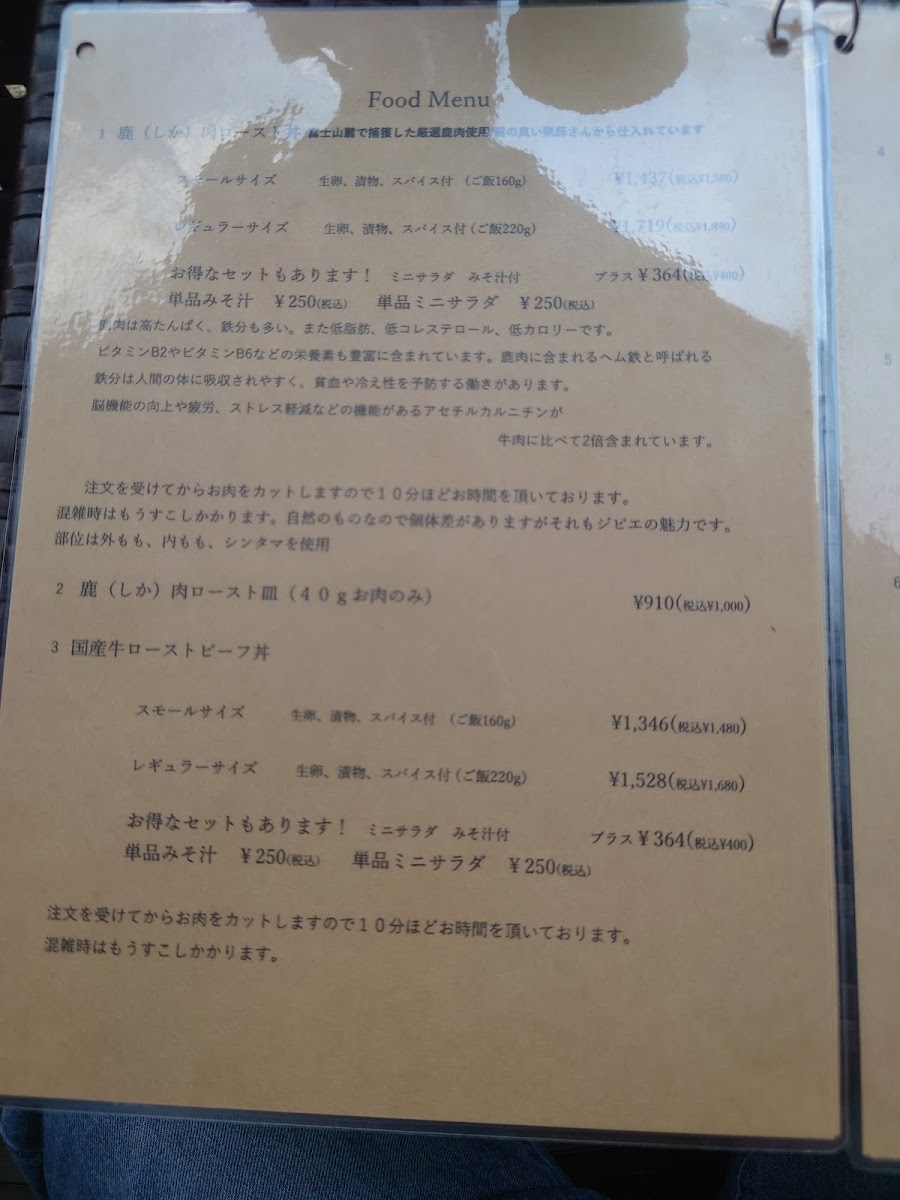 Food Menu
1 鹿（しか）肉ロースト丼 富士山麓で捕獲した厳選鹿肉使用 腕の良い猟師さんから仕入れています
スモールサイズ 生卵、漬物、スパイス付 （ご飯160g） ¥1,437(税込¥1,580)
レギュラーサイズ 生卵、漬物、スパイス付（ご飯220g） ¥1,719(税込¥1,890)
お得なセットもあります！ ミニサラダ みそ汁付 プラス￥364(税込¥400)
単品みそ汁 ￥250(税込) 単品ミニサラダ ￥250(税込)
鹿肉は高たんぱく、鉄分も多い。また低脂肪、低コレステロール、低カロリーです。
ビタミンB2やビタミンB6などの栄養素も豊富に含まれています。鹿肉に含まれるヘム鉄と呼ばれる
鉄分は人間の体に吸収されやすく、貧血や冷え性を予防する働きがあります。
脳機能の向上や疲労、ストレス軽減などの機能があるアセチルカルニチンが
牛肉に比べて2倍含まれています。
注文を受けてからお肉をカットしますので１０分ほどお時間を頂いております。
混雑時はもうすこしかかります。自然のものなので個体差がありますがそれもジビエの魅力です。
部位は外もも、内もも、シンタマを使用
2 鹿（しか）肉ロースト皿（４０ｇお肉のみ） ¥910(税込¥1,000)
3 国産牛ローストビーフ丼
スモールサイズ 生卵、漬物、スパイス付 （ご飯160g） ¥1,346(税込¥1,480)
レギュラーサイズ 生卵、漬物、スパイス付（ご飯220g） ¥1,528(税込¥1,680)
お得なセットもあります！ ミニサラダ みそ汁付 プラス￥364(税込¥400)
単品みそ汁 ￥250(税込) 単品ミニサラダ ￥250(税込)
注文を受けてからお肉をカットしますので１０分ほどお時間を頂いております。
混雑時はもうすこしかかります。
4
5
6